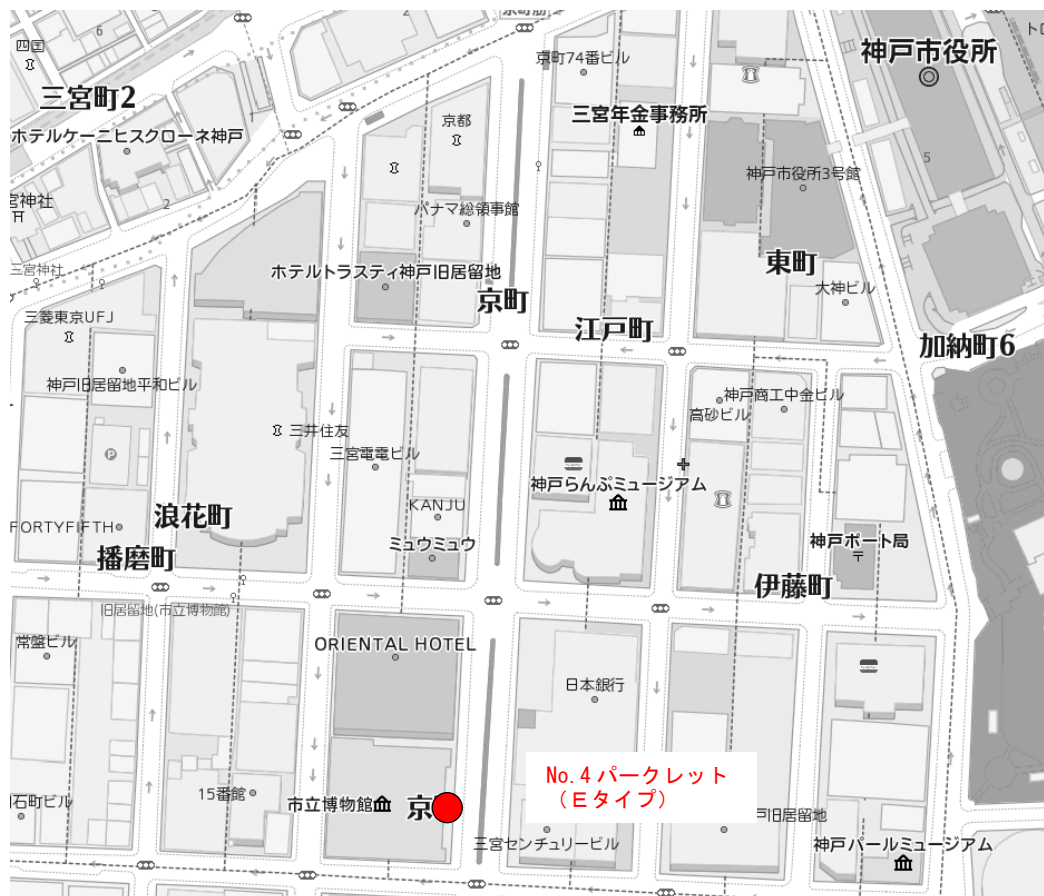 四国
6
2
京町筋
京町74番ビル
神戸市役所
三宮町2
三宮年金事務所
京都
ホテルケーニヒスクローネ神戸
1
5
神戸市役所3号館
宮神社
2
パナマ総領事館
三宮神社
ホテルトラスティ神戸旧居留地
東町
大神ビル
京町
三菱東京UFJ
江戸町
加納町6
神戸旧居留地平和ビル
神戸商工中金ビル
高砂ビル
三井住友
P
三宮電電ビル
神戸らんぷミュージアム
KANJU
浪花町
FORTYFIFTH
ミュウミュウ
神戸ポート局
播磨町
伊藤町
旧居留地(市立博物館)
常盤ビル
ORIENTAL HOTEL
日本銀行
No.4 パークレット
（Eタイプ）
15番館
市立博物館
京
石町ビル
戸旧居留地
三宮センチュリービル
神戸パールミュージアム